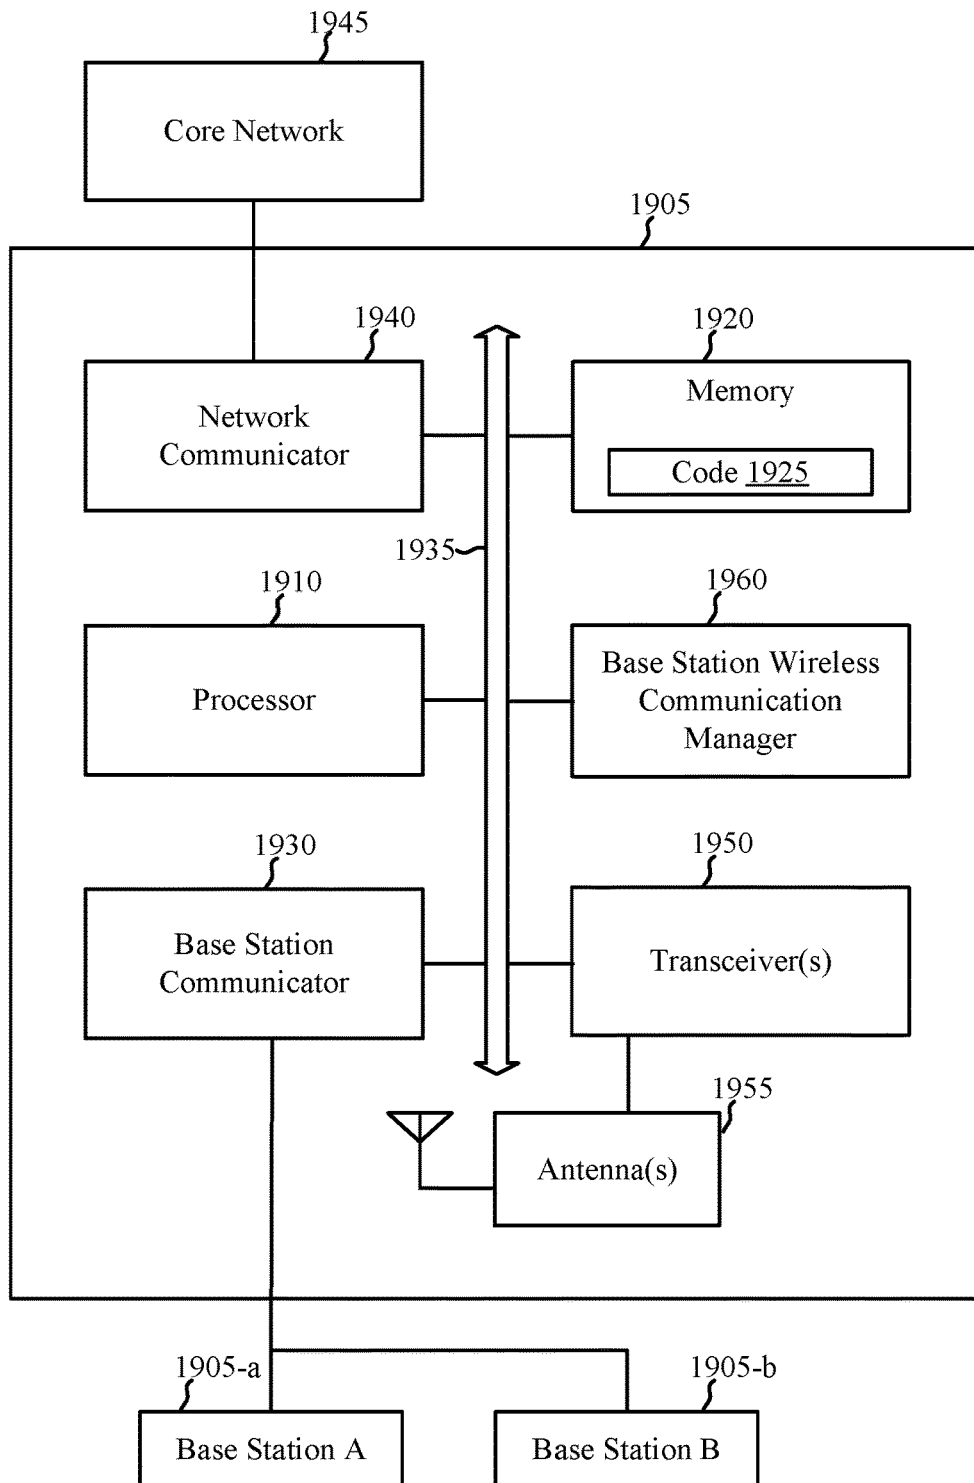 1945
Core Network
1905
1940
1920
Network
Communicator
Memory
Code 1925
1935
1910
1960
Processor
Base Station Wireless
Communication
Manager
1930
1950
Base Station
Communicator
Transceiver(s)
1955
Antenna(s)
1905-a
1905-b
Base Station A
Base Station B